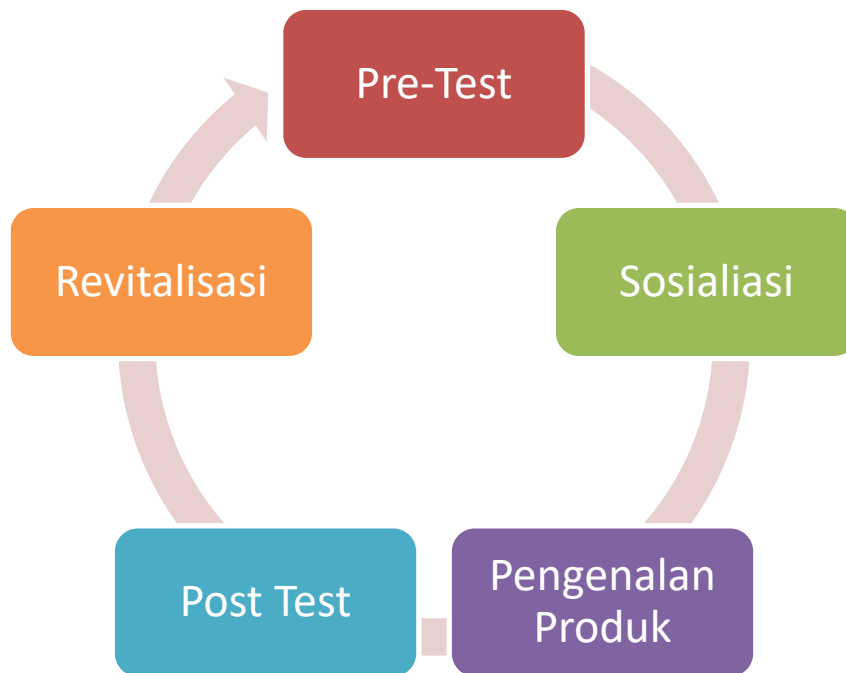 Pre-Test
Sosialiasi
Pengenalan
Produk
Post Test
Revitalisasi